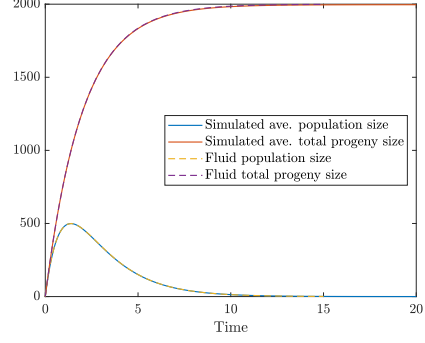 2000
1500
1000
500
0
0 5 10 15 20
Time
Simulated ave. population size
Simulated ave. total progeny size
Fluid population size
Fluid total progeny size